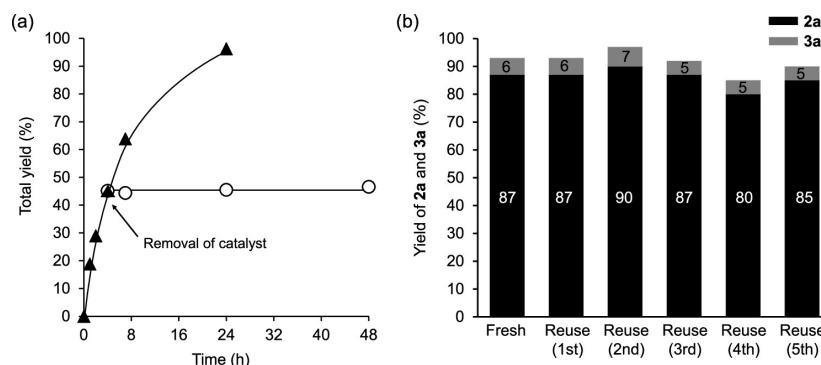 (a)
100
90
80
70
60
50
40
30
20
10
0
Total yield (%)
Removal of catalyst
0 8 16 24 32 40 48
Time (h)
(b)
2a
3a
100
90
80
70
60
50
40
30
20
10
0
Yield of 2a and 3a (%)
6 6 7 5 5 5
87 87 90 87 80 85
Fresh Reuse Reuse Reuse Reuse Reuse
(1st) (2nd) (3rd) (4th) (5th)